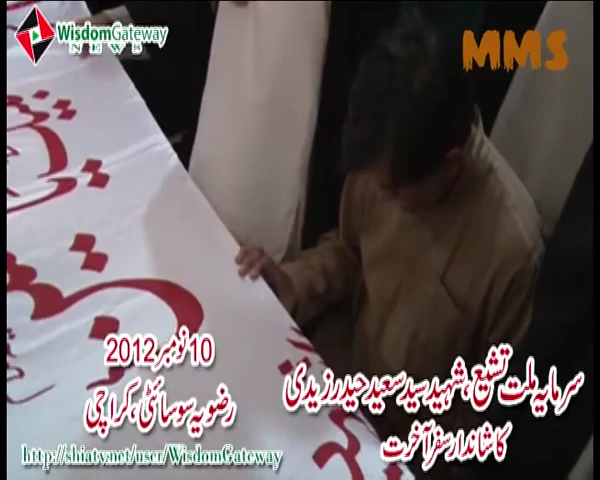 WisdomGateway
NEWS
MMS
10 نومبر 2012
رضویہ سوسائٹی، کراچی
سرمایہ ملت تشیع، شہید سید سعید حیدر زیدی
کا شاندار سفر آخرت
http://shiatv.net/user/WisdomGateway